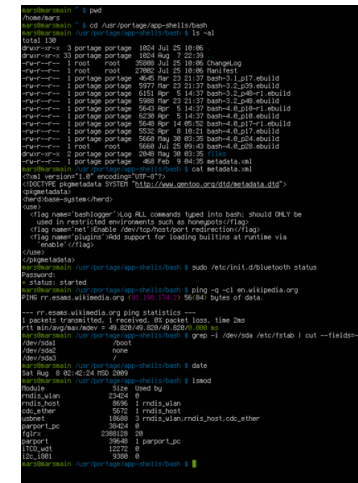 mars@marsmain ~ $ pwd
/home/mars
mars@marsmain ~ $ cd /usr/portage/app-shells/bash
mars@marsmain /usr/portage/app-shells/bash $ ls -al
total 130
drwxr-xr-x 3 portage portage 1024 Jul 25 10:06 .
drwxr-xr-x 33 portage portage 1024 Aug 7 22:39 ..
-rw-r--r-- 1 root root 35000 Jul 25 10:06 ChangeLog
-rw-r--r-- 1 root root 27002 Jul 25 10:06 Manifest
-rw-r--r-- 1 portage portage 4645 Mar 23 21:37 bash-3.1_p17.ebuild
-rw-r--r-- 1 portage portage 5977 Mar 23 21:37 bash-3.2_p39.ebuild
-rw-r--r-- 1 portage portage 6151 Apr 5 14:37 bash-3.2_p48-r1.ebuild
-rw-r--r-- 1 portage portage 5988 Mar 23 21:37 bash-3.2_p48.ebuild
-rw-r--r-- 1 portage portage 5643 Apr 5 14:37 bash-4.0_p10-r1.ebuild
-rw-r--r-- 1 portage portage 6230 Apr 5 14:37 bash-4.0_p10.ebuild
-rw-r--r-- 1 portage portage 5648 Apr 14 05:52 bash-4.0_p17-r1.ebuild
-rw-r--r-- 1 portage portage 5532 Apr 8 10:21 bash-4.0_p17.ebuild
-rw-r--r-- 1 portage portage 5660 May 30 03:35 bash-4.0_p24.ebuild
-rw-r--r-- 1 root root 5660 Jul 25 09:43 bash-4.0_p28.ebuild
drwxr-xr-x 2 portage portage 2048 May 30 03:35 files
-rw-r--r-- 1 portage portage 468 Feb 9 04:35 metadata.xml
mars@marsmain /usr/portage/app-shells/bash $ cat metadata.xml
<?xml version="1.0" encoding="UTF-8"?>
<!DOCTYPE pkgmetadata SYSTEM "http://www.gentoo.org/dtd/metadata.dtd">
<pkgmetadata>
<herd>base-system</herd>
<use>
<flag name='bashlogger'>Log ALL commands typed into bash; should ONLY be
used in restricted environments such as honeypots</flag>
<flag name='net'>Enable /dev/tcp/host/port redirection</flag>
<flag name='plugins'>Add support for loading builtins at runtime via
'enable'</flag>
</use>
</pkgmetadata>
mars@marsmain /usr/portage/app-shells/bash $ sudo /etc/init.d/bluetooth status
Password:
* status: started
mars@marsmain /usr/portage/app-shells/bash $ ping -q -c1 en.wikipedia.org
PING rr.esams.wikimedia.org (91.198.174.2) 56(84) bytes of data.
--- rr.esams.wikimedia.org ping statistics ---
1 packets transmitted, 1 received, 0% packet loss, time 2ms
rtt min/avg/max/mdev = 49.820/49.820/49.820/0.000 ms
mars@marsmain /usr/portage/app-shells/bash $ grep -i /dev/sda /etc/fstab | cut --fields=-
/dev/sda1 /boot
/dev/sda2 none
/dev/sda3 /
mars@marsmain /usr/portage/app-shells/bash $ date
Sat Aug 8 02:42:24 MSD 2009
mars@marsmain /usr/portage/app-shells/bash $ lsmod
Module Size Used by
rndis_wlan 23424 0
rndis_host 8696 1 rndis_wlan
cdc_ether 5672 1 rndis_host
usbnet 18688 3 rndis_wlan,rndis_host,cdc_ether
parport_pc 38424 0
fglrx 2388128 20
parport 39648 1 parport_pc
iTCO_wdt 12272 0
i2c_i801 9380 0
mars@marsmain /usr/portage/app-shells/bash $